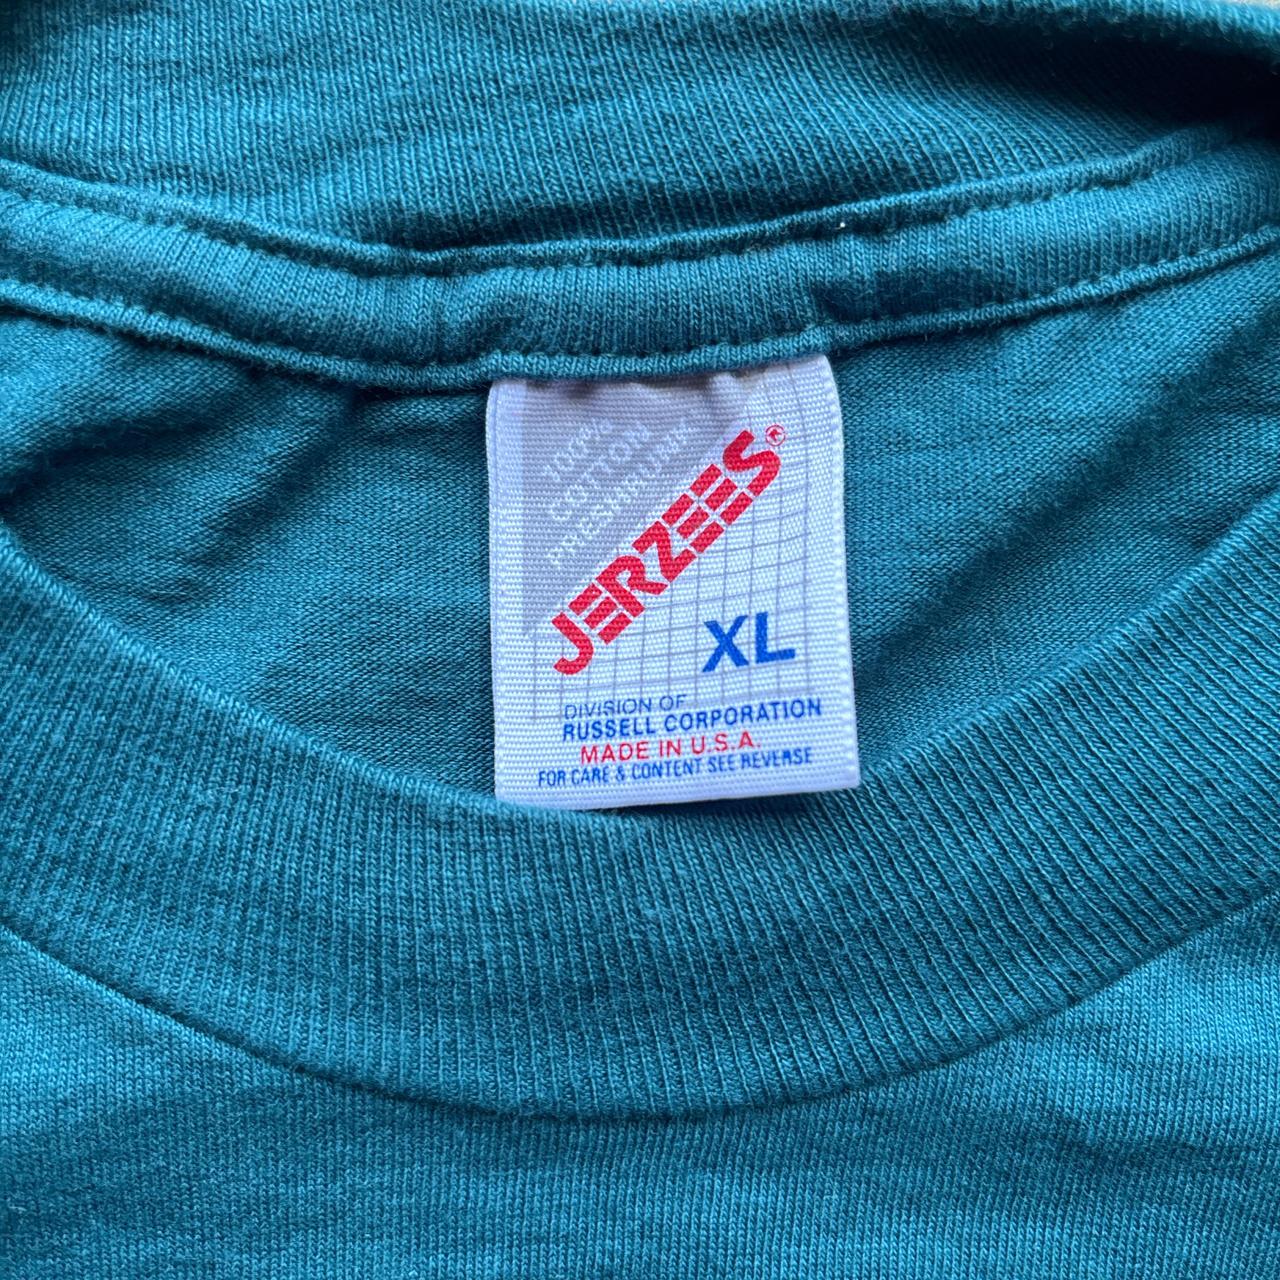 100%
COTTON
PRESHRUNK
JERZEES®
XL
DIVISION OF
RUSSELL CORPORATION
MADE IN U.S.A.
FOR CARE & CONTENT SEE REVERSE